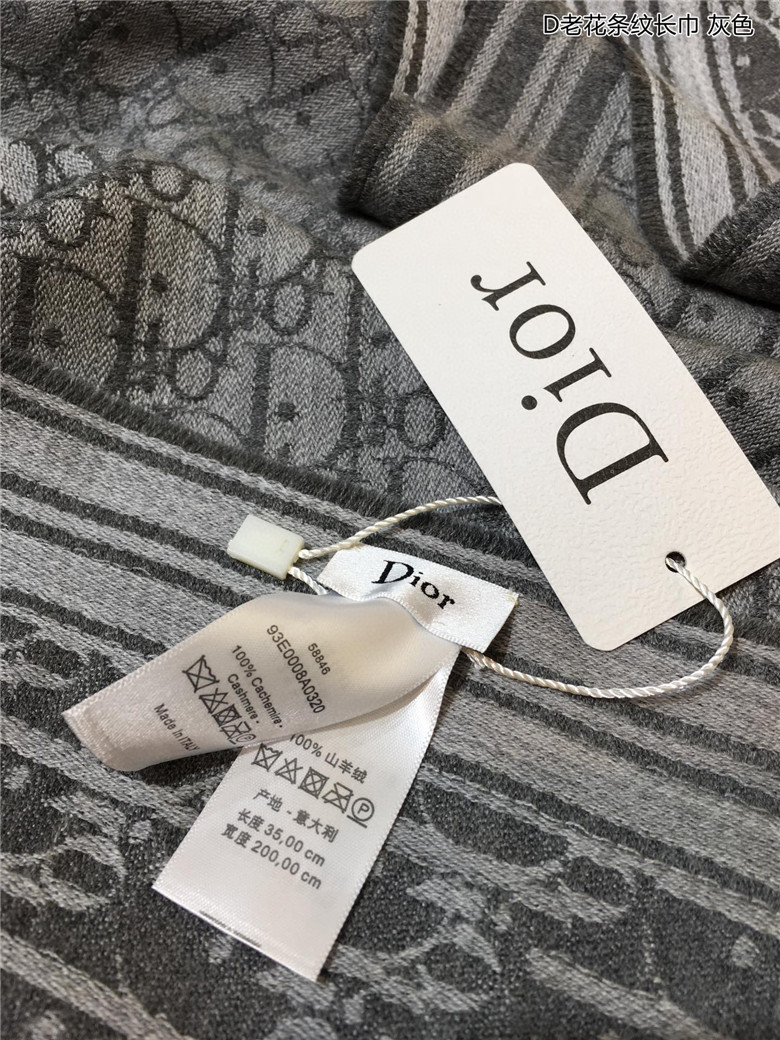 D老花条纹长巾 灰色
Dior
Dior
58846
93E0008A0320
100% Cachemire-
Cashmere-
Made In ITALY
100% 山羊绒
P
产地 - 意大利
长度 35,00 cm
宽度 200,00 cm